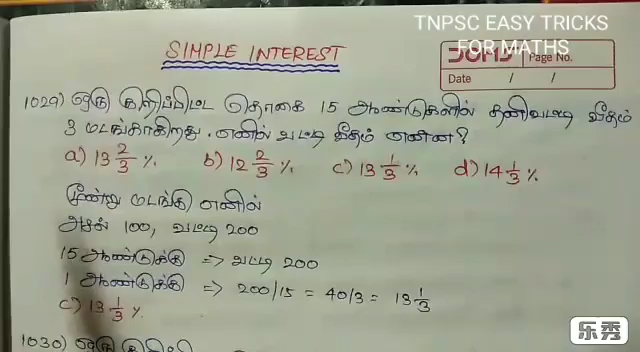 TNPSC EASY TRICKS
FOR MATHS
SIMPLE INTEREST
Page No.
Date / /
1029) ஒரு குறிப்பிட்ட தொகை 15 ஆண்டுகளில் தனிவட்டி வீதம்
3 மடங்காகிறது. எனில் வட்டி வீதம் என்ன?
a) 13 2/3 % b) 12 2/3 % c) 13 1/3 % d) 14 1/3 %
மூன்று மடங்கு எனில்
அசல் 100, வட்டி 200
15 ஆண்டுக்கு => வட்டி 200
1 ஆண்டுக்கு => 200/15 = 40/3 = 13 1/3
c) 13 1/3 %
1030) ஒரு
乐秀